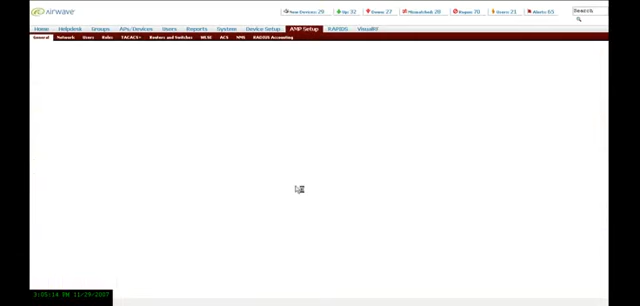 airwave
New Devices: 29 Up: 32 Down: 27 Mismatched: 28 Rogue: 70 Users: 21 Alerts: 83 Search
Home Helpdesk Groups APs/Devices Users Reports System Device Setup AMP Setup RAPIDS VisualRF
General Network Users Roles TACACS+ Routers and Switches WLSE ACS NMS RADIUS Accounting
3:05:14 PM 11/29/2007